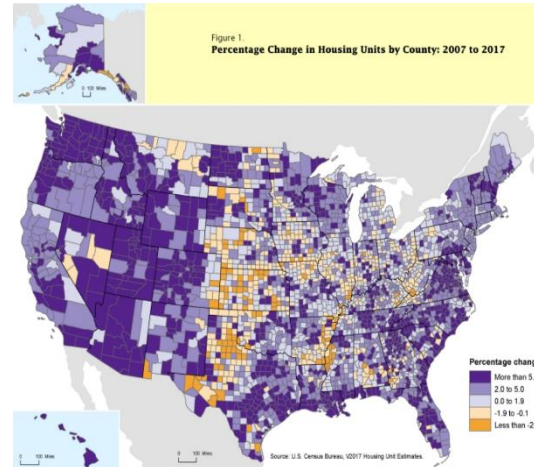 Figure 1.
Percentage Change in Housing Units by County: 2007 to 2017
0 100 Miles
Percentage chang
More than 5.
2.0 to 5.0
0.0 to 1.9
-1.9 to -0.1
Less than -2
0 100 Miles
0 100 Miles
Source: U.S. Census Bureau, V2017 Housing Unit Estimates.